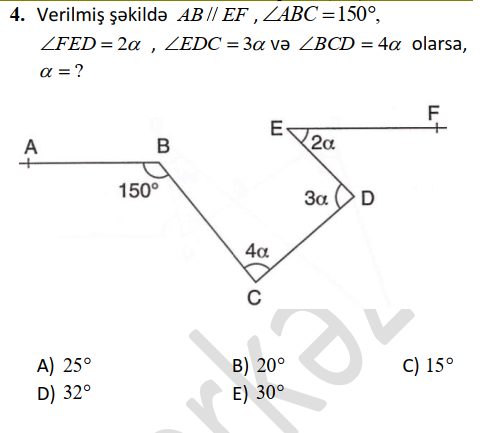 4. Verilmiş şəkildə AB // EF , ∠ABC = 150°,
∠FED = 2α , ∠EDC = 3α və ∠BCD = 4α olarsa,
α = ?
A B E F
150° 2α
3α D
4α
C
A) 25° B) 20° C) 15°
D) 32° E) 30°